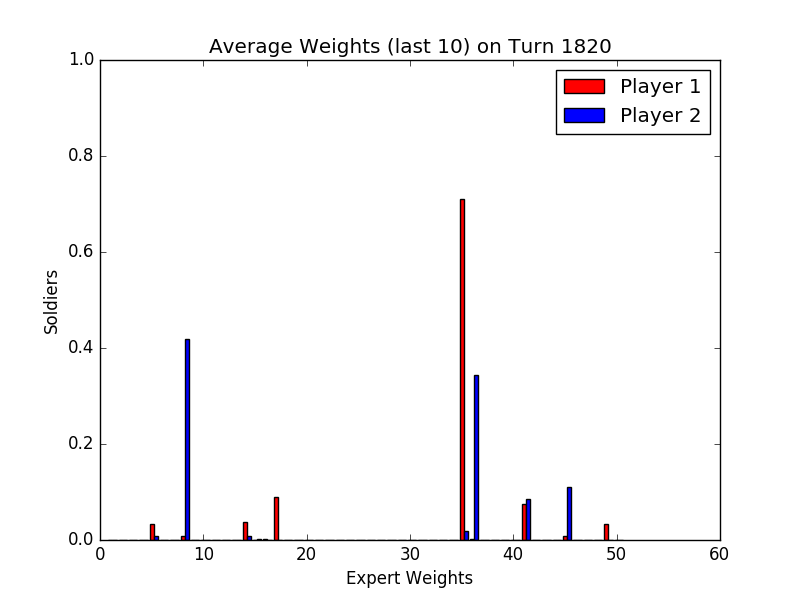 Average Weights (last 10) on Turn 1820
1.0
Player 1
Player 2
0.8
0.6
Soldiers
0.4
0.2
0.0
0 10 20 30 40 50 60
Expert Weights